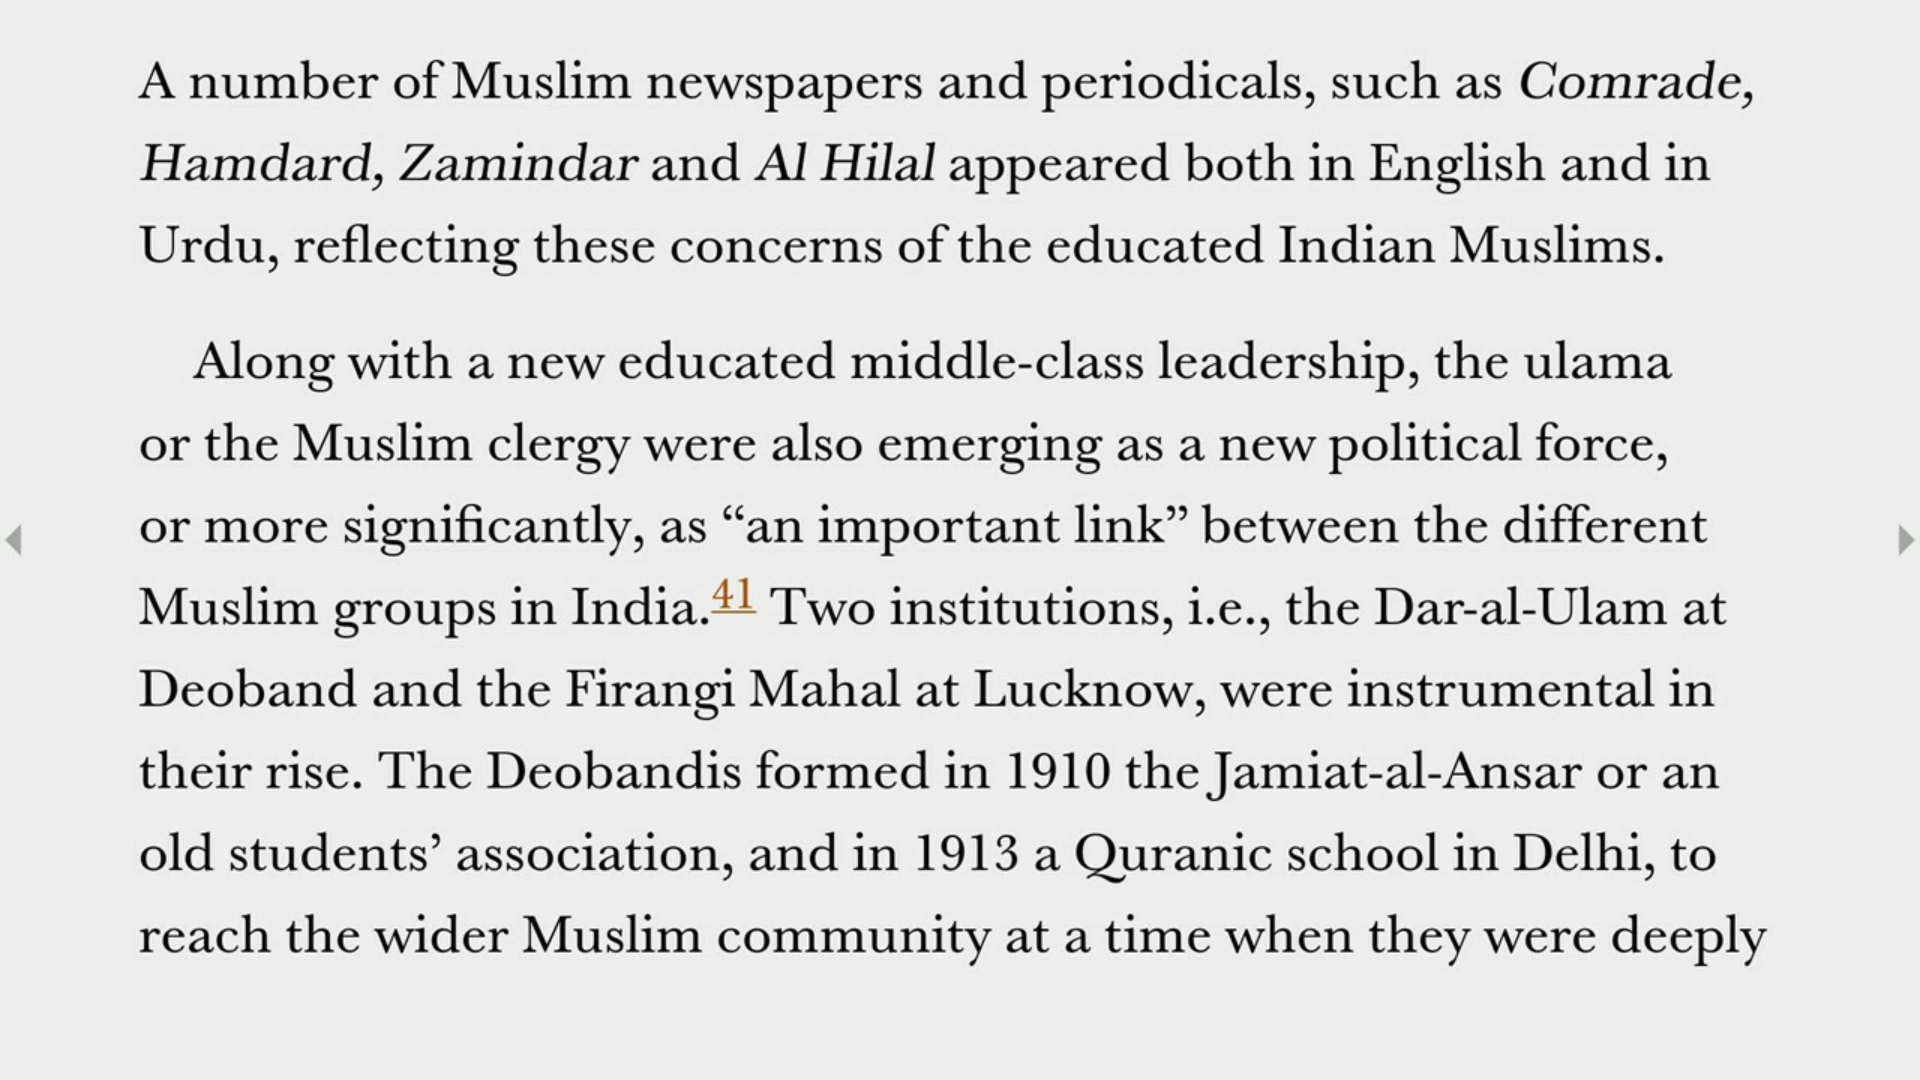 A number of Muslim newspapers and periodicals, such as Comrade,
Hamdard, Zamindar and Al Hilal appeared both in English and in
Urdu, reflecting these concerns of the educated Indian Muslims.
Along with a new educated middle-class leadership, the ulama
or the Muslim clergy were also emerging as a new political force,
or more significantly, as “an important link” between the different
Muslim groups in India.41 Two institutions, i.e., the Dar-al-Ulam at
Deoband and the Firangi Mahal at Lucknow, were instrumental in
their rise. The Deobandis formed in 1910 the Jamiat-al-Ansar or an
old students’ association, and in 1913 a Quranic school in Delhi, to
reach the wider Muslim community at a time when they were deeply